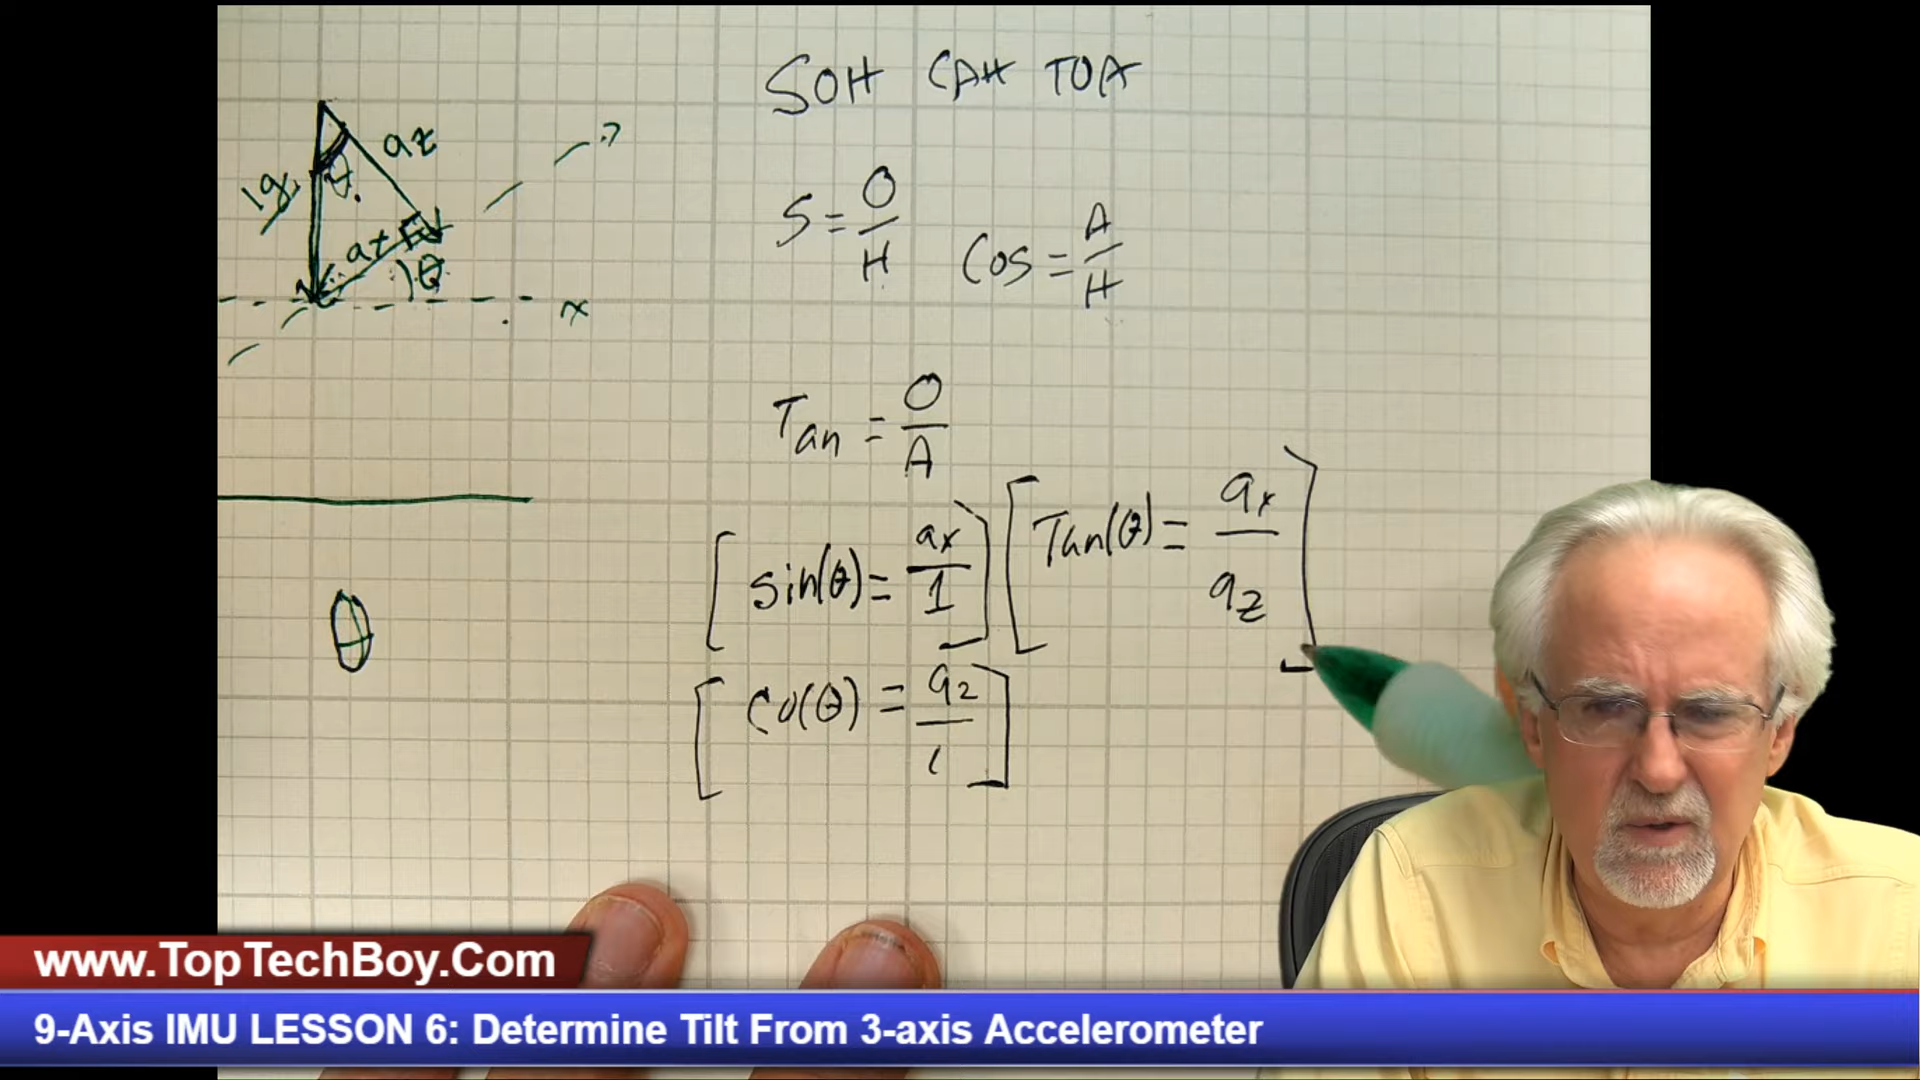 SOH CAH TOA
az
1g
θ
S = O/H
Cos = A/H
ax
θ
x
Tan = O/A
[ sin(θ) = ax/1 ] [ Tan(θ) = ax/az ]
θ
[ Co(θ) = az/1 ]
www.TopTechBoy.Com
9-Axis IMU LESSON 6: Determine Tilt From 3-axis Accelerometer